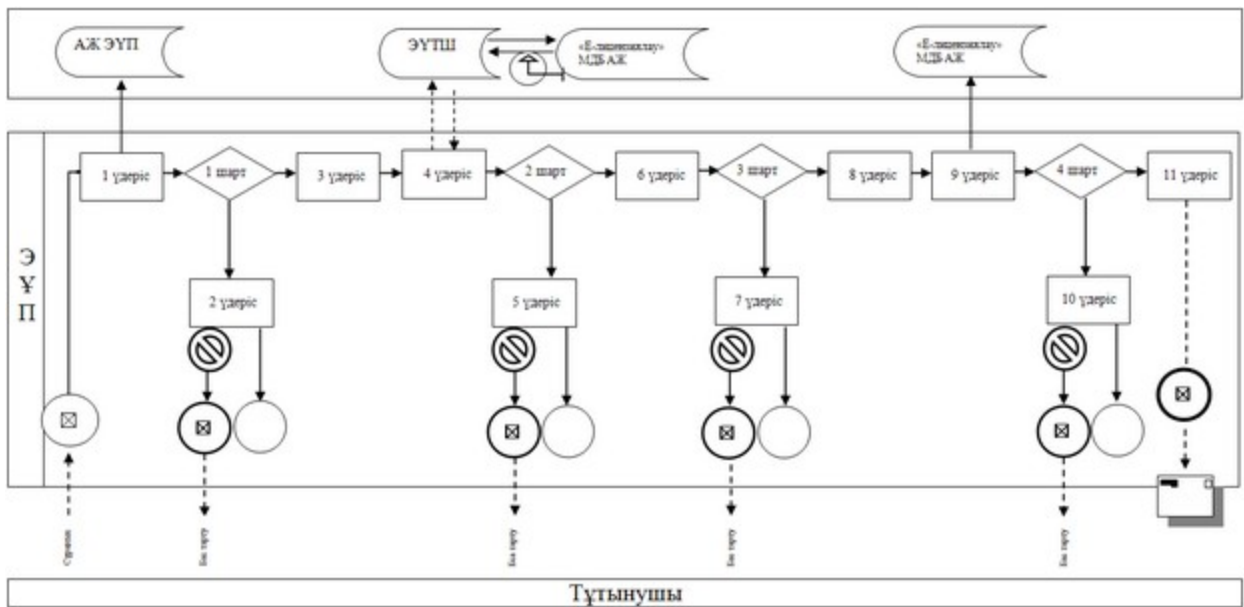 АЖ ЭҮП
ЭҮТШ
«Е-лицензиялау»
МДБ АЖ
«Е-лицензиялау»
МДБ АЖ
1 үдеріс
1 шарт
3 үдеріс
4 үдеріс
2 шарт
6 үдеріс
3 шарт
8 үдеріс
9 үдеріс
4 шарт
11 үдеріс
Э
Ұ
П
2 үдеріс
5 үдеріс
7 үдеріс
10 үдеріс
Бас тарту
Бас тарту
Бас тарту
Бас тарту
Тұтынушы